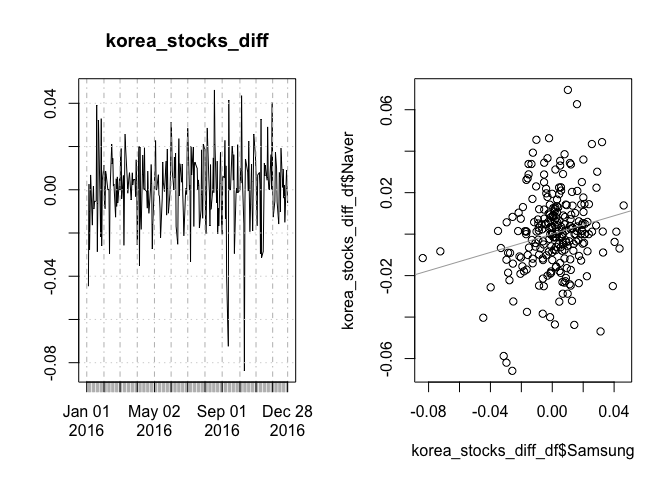 korea_stocks_diff
0.04
0.00
-0.04
-0.08
Jan 01 2016
May 02 2016
Sep 01 2016
Dec 28 2016
korea_stocks_diff_df$Naver
0.06
0.02
-0.02
-0.06
-0.08
-0.04
0.00
0.04
korea_stocks_diff_df$Samsung